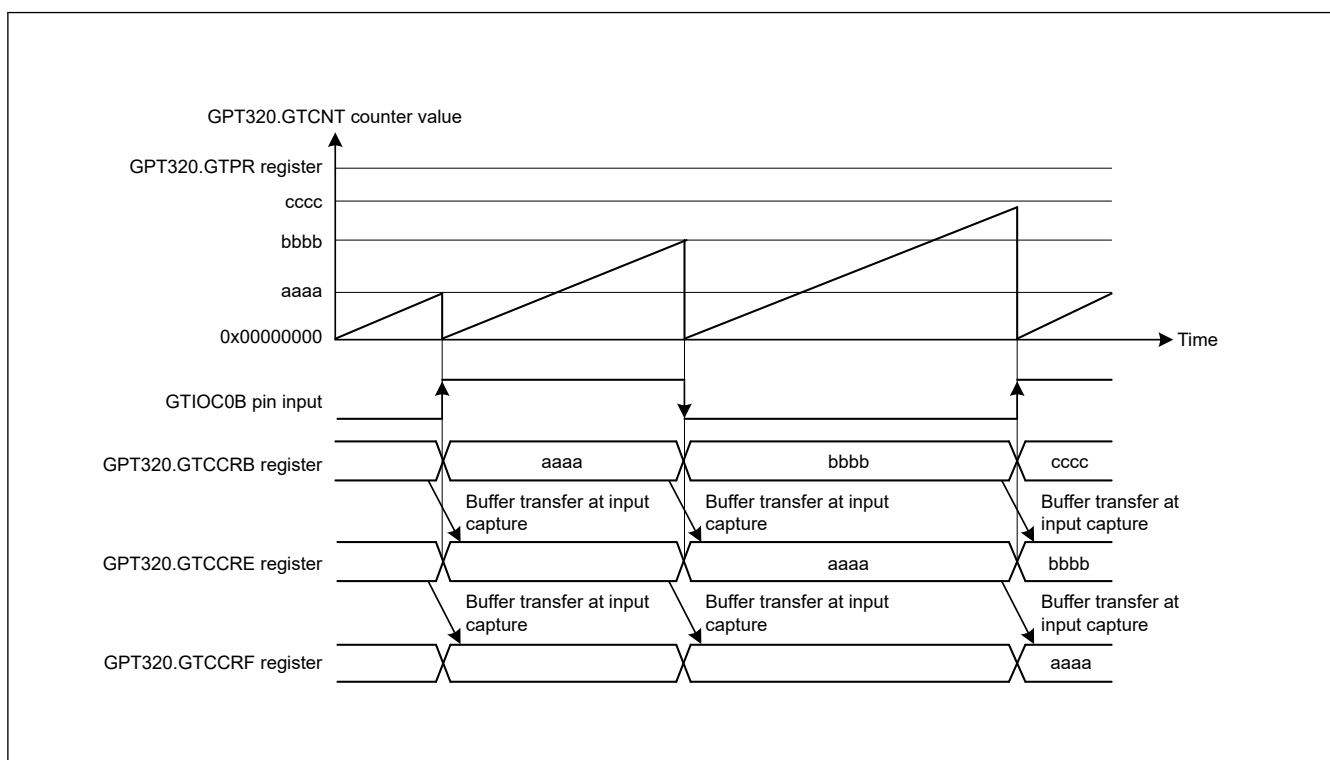 GPT320.GTCNT counter value
GPT320.GTPR register
cccc
bbbb
aaaa
0x00000000
Time
GTIOC0B pin input
GPT320.GTCCRB register
aaaa
bbbb
cccc
Buffer transfer at input
capture
Buffer transfer at input
capture
Buffer transfer at
input capture
GPT320.GTCCRE register
aaaa
bbbb
Buffer transfer at input
capture
Buffer transfer at input
capture
Buffer transfer at
input capture
GPT320.GTCCRF register
aaaa